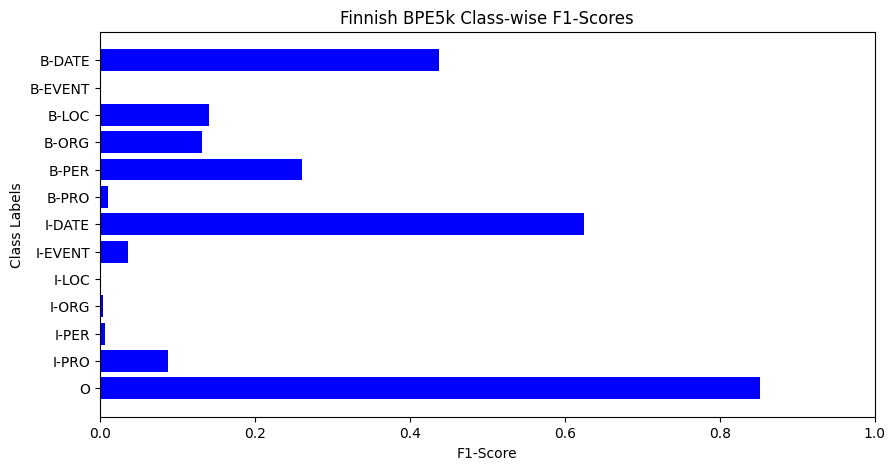 Finnish BPE5k Class-wise F1-Scores
B-DATE
B-EVENT
B-LOC
B-ORG
B-PER
B-PRO
I-DATE
I-EVENT
I-LOC
I-ORG
I-PER
I-PRO
O
Class Labels
0.0 0.2 0.4 0.6 0.8 1.0
F1-Score